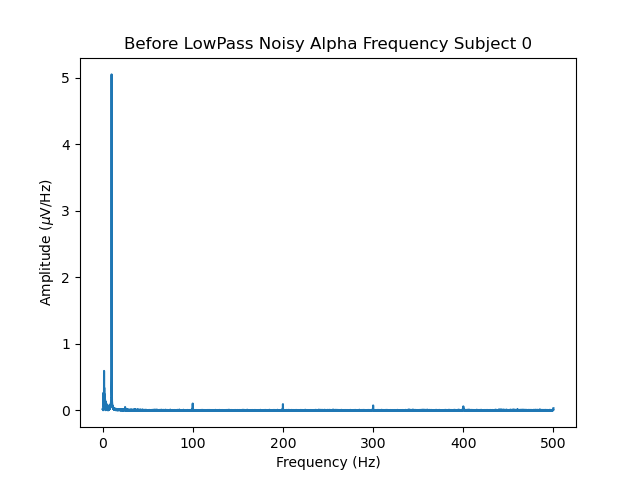 Before LowPass Noisy Alpha Frequency Subject 0
Amplitude (μV/Hz)
5
4
3
2
1
0
0 100 200 300 400 500
Frequency (Hz)